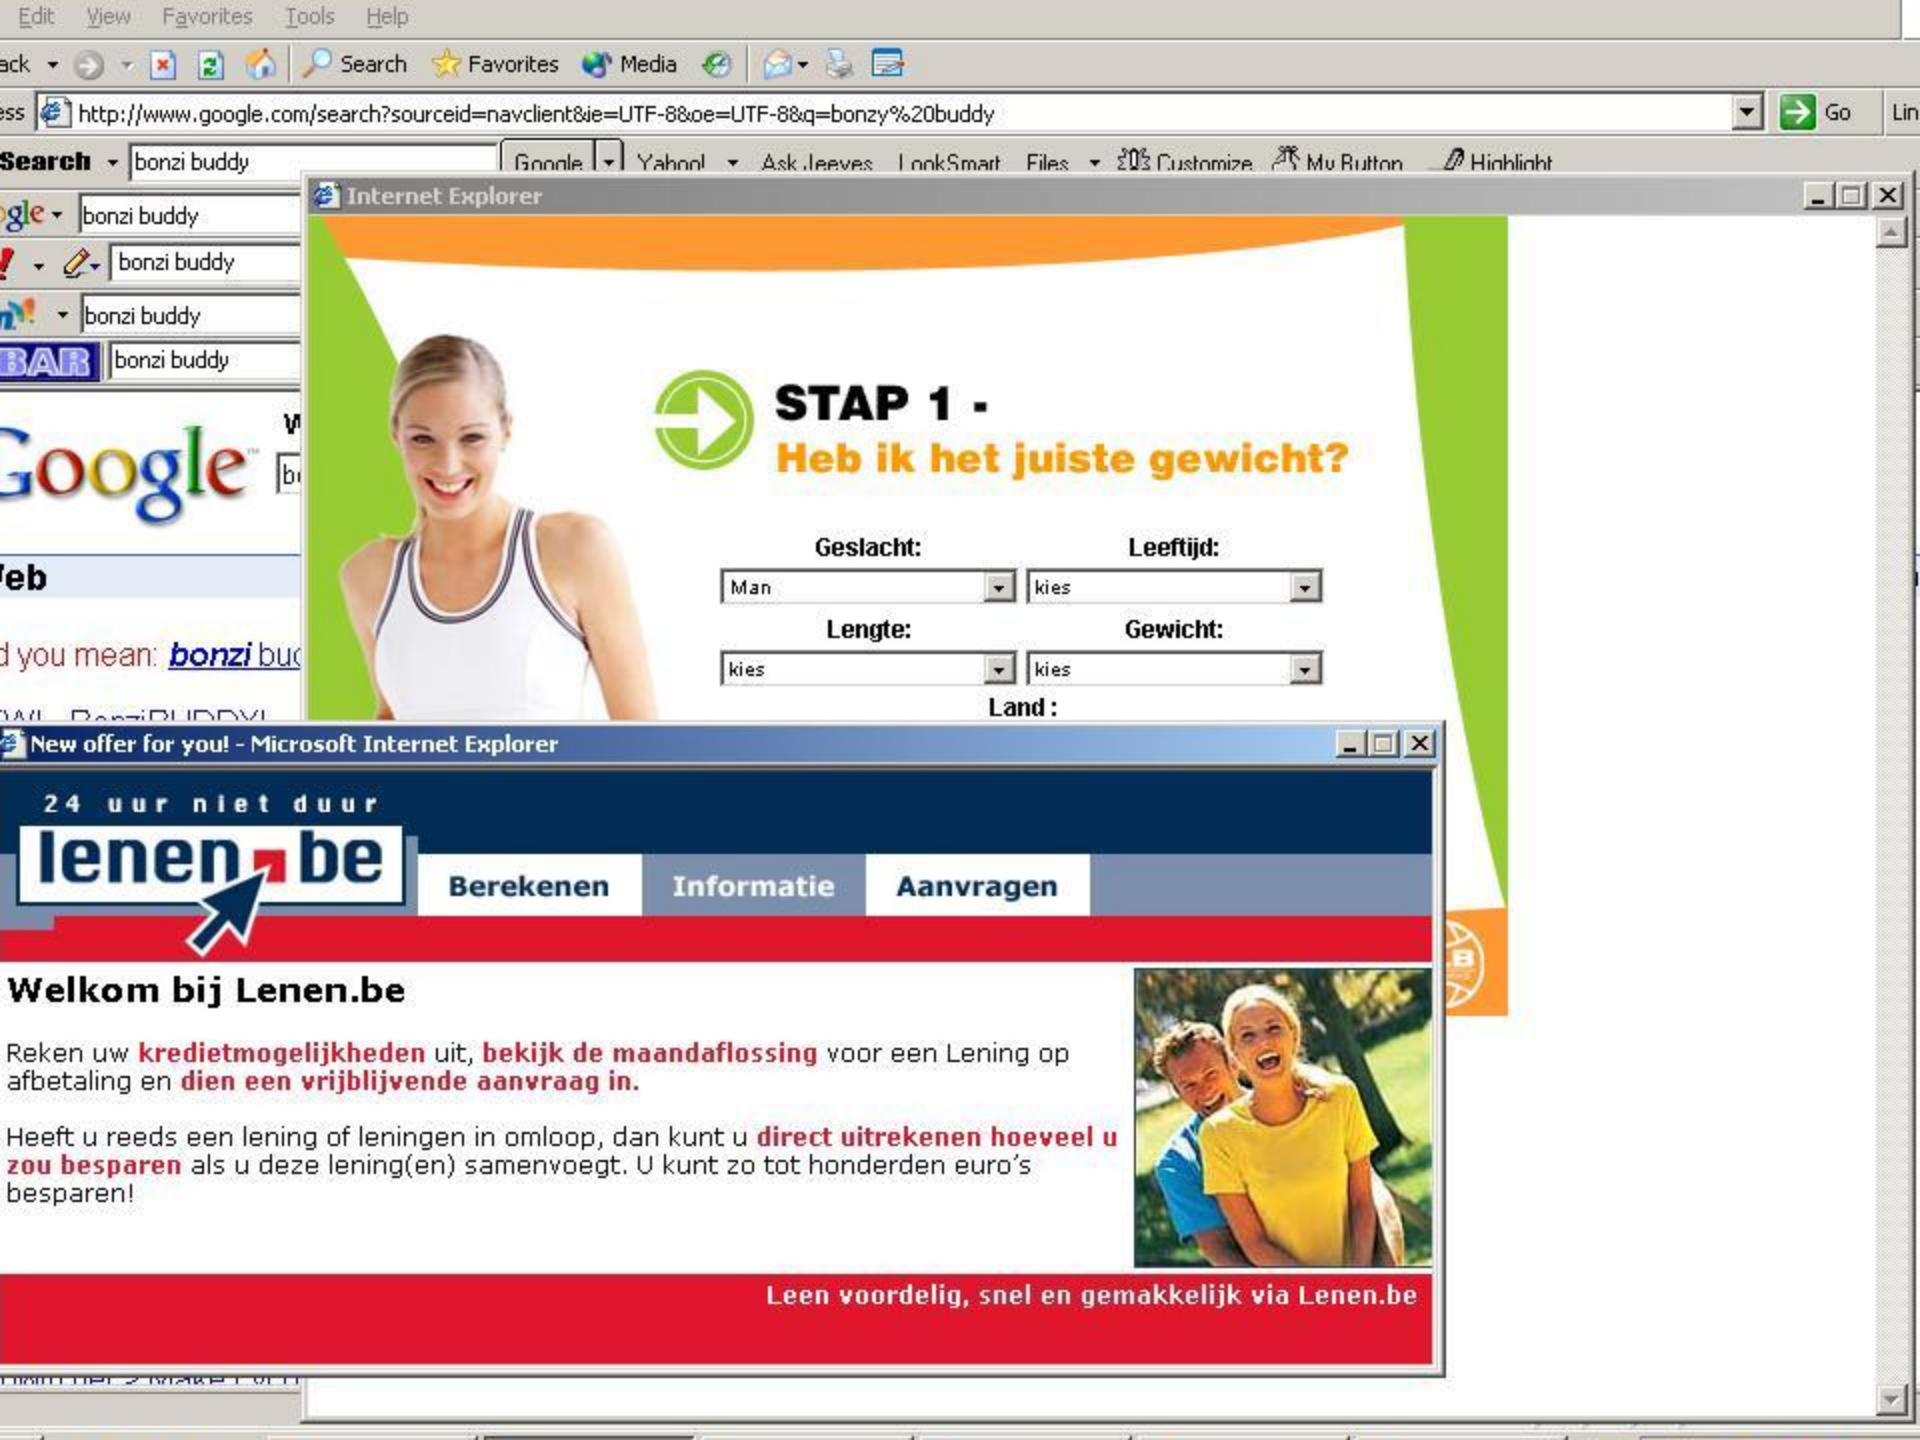 Edit View Favorites Tools Help
Search Favorites Media
http://www.google.com/search?sourceid=navclient&ie=UTF-8&oe=UTF-8&q=bonzy%20buddy Go
Search bonzi buddy Google Yahoo! Ask Jeeves LookSmart Files Customize My Button Highlight
bonzi buddy
bonzi buddy
bonzi buddy
BAR bonzi buddy
Internet Explorer
Google
STAP 1 -
Heb ik het juiste gewicht?
Geslacht: Leeftijd:
Man kies
Lengte: Gewicht:
kies kies
Land :
you mean: bonzi
BonziBUDDY!
New offer for you! - Microsoft Internet Explorer
24 uur niet duur
lenen.be
Berekenen Informatie Aanvragen
Welkom bij Lenen.be
Reken uw kredietmogelijkheden uit, bekijk de maandaflossing voor een Lening op
afbetaling en dien een vrijblijvende aanvraag in.
Heeft u reeds een lening of leningen in omloop, dan kunt u direct uitrekenen hoeveel u
zou besparen als u deze lening(en) samenvoegt. U kunt zo tot honderden euro's
besparen!
Leen voordelig, snel en gemakkelijk via Lenen.be